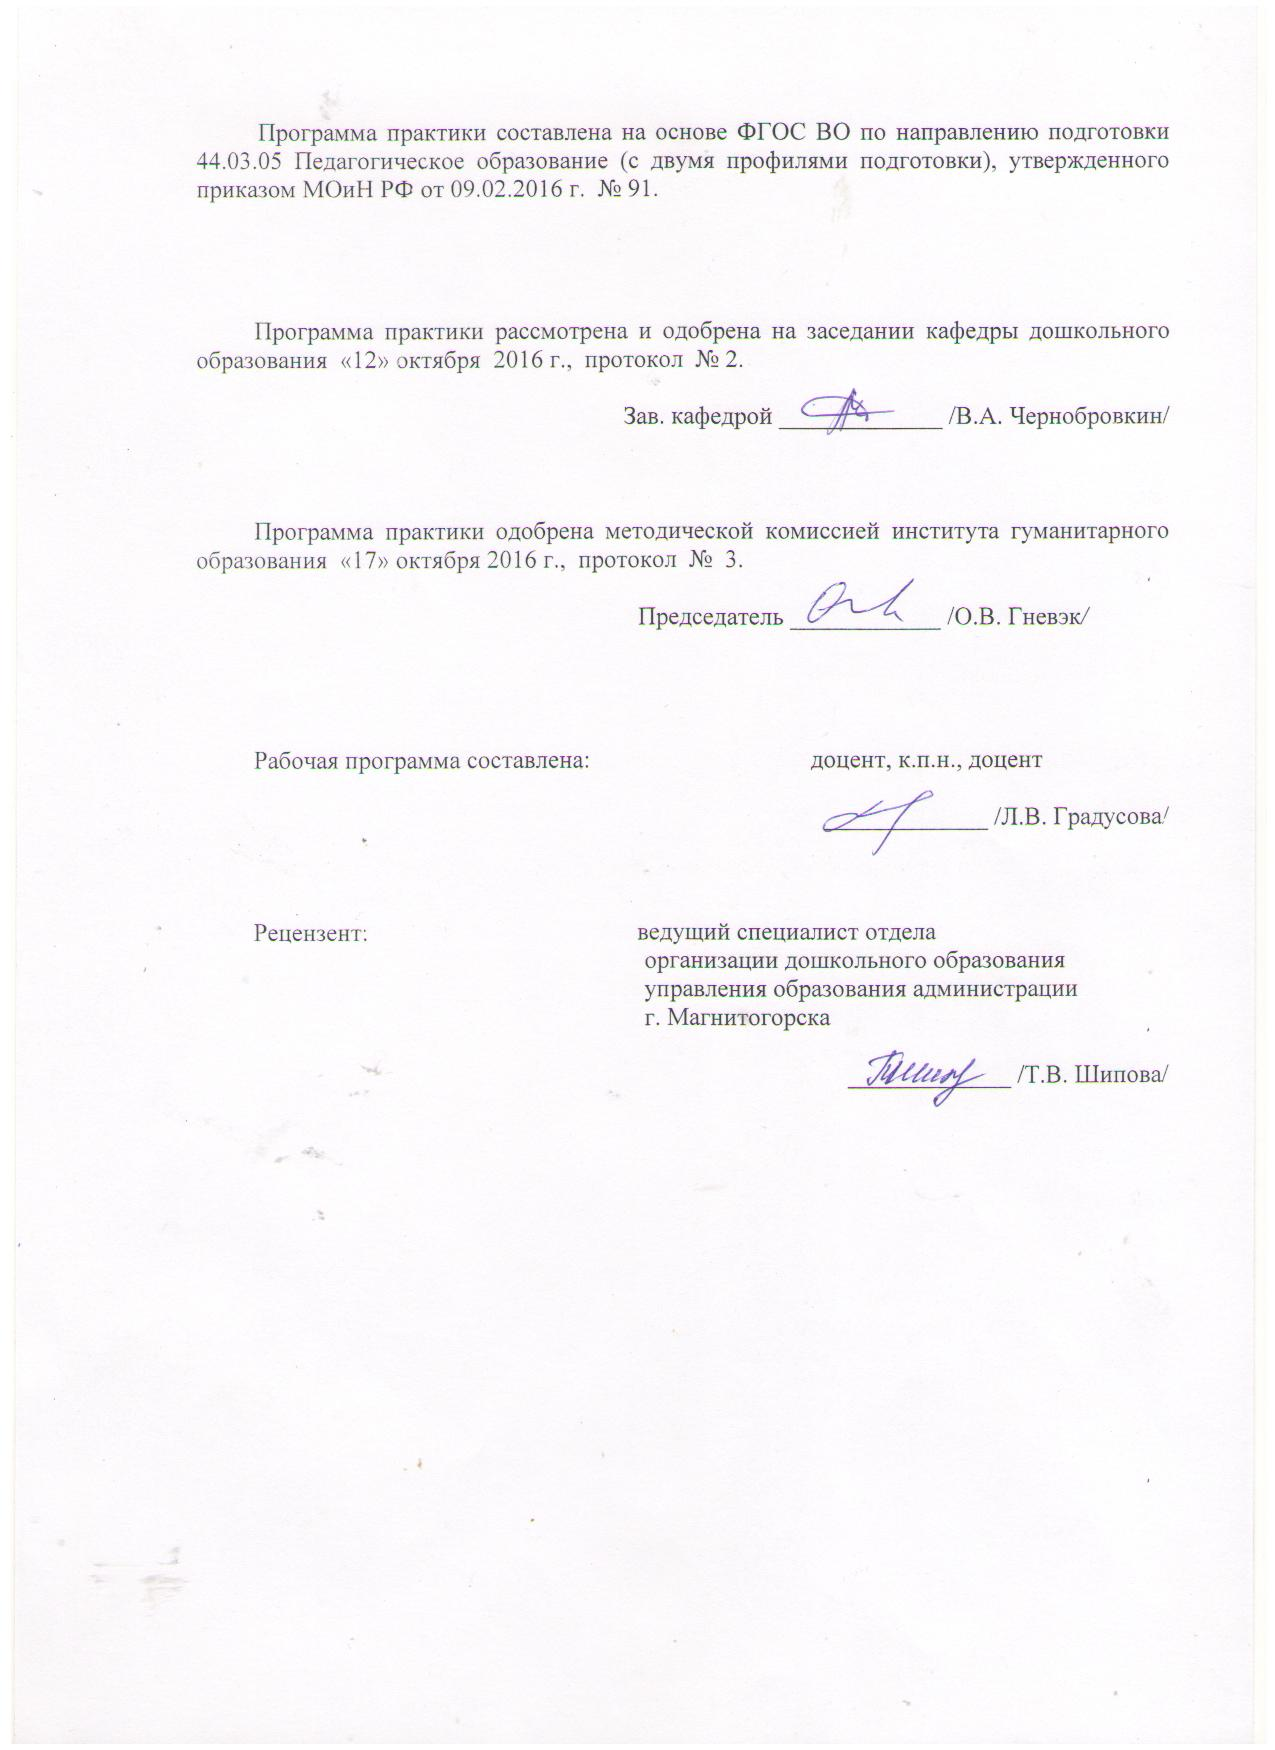 Программа практики составлена на основе ФГОС ВО по направлению подготовки
44.03.05 Педагогическое образование (с двумя профилями подготовки), утвержденного
приказом МОиН РФ от 09.02.2016 г. № 91.
Программа практики рассмотрена и одобрена на заседании кафедры дошкольного
образования «12» октября 2016 г., протокол № 2.
Зав. кафедрой _____________ /В.А. Чернобровкин/
Программа практики одобрена методической комиссией института гуманитарного
образования «17» октября 2016 г., протокол № 3.
Председатель ____________ /О.В. Гневэк/
Рабочая программа составлена: доцент, к.п.н., доцент
_____________ /Л.В. Градусова/
Рецензент: ведущий специалист отдела
организации дошкольного образования
управления образования администрации
г. Магнитогорска
_____________ /Т.В. Шипова/